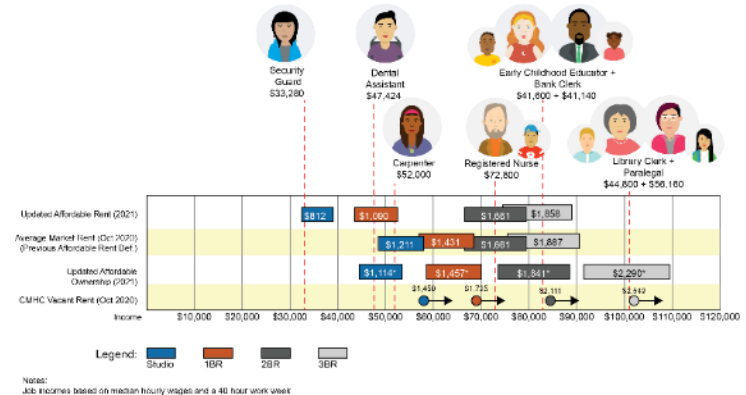 Security
Guard
$33,280
Dental
Assistant
$47,424
Early Childhood Educator +
Bank Clerk
$41,600 + $41,140
Carpenter
$52,000
Registered Nurse
$72,800
Library Clerk +
Paralegal
$44,800 + $56,160
Updated Affordable Rent (2021)
$812
$1,090
$1,661
$1,858
Average Market Rent (Oct 2020)
(Previous Affordable Rent Def.)
$1,211
$1,431
$1,661
$1,887
Updated Affordable
Ownership (2021)
$1,114*
$1,457*
$1,841*
$2,290*
CMHC Vacant Rent (Oct 2020)
$1,450
$1,725
$2,111
Income
$10,000
$20,000
$30,000
$40,000
$50,000
$60,000
$70,000
$80,000
$90,000
$100,000
$110,000
$120,000
Legend:
Studio
1BR
2BR
3BR
Notes:
Job incomes based on median hourly wages and a 40 hour work week